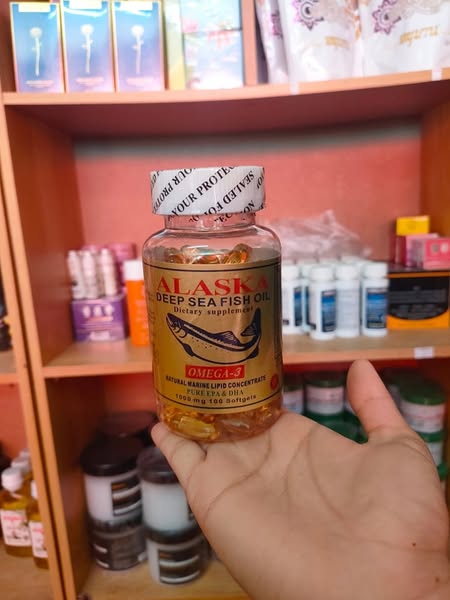 YOUR PROTEC
SEALED FOR
ALASKA
DEEP SEA FISH OIL
Dietary supplement
OMEGA-3
NATURAL MARINE LIPID CONCENTRATE
PURE EPA & DHA
1000 mg 100 Softgels